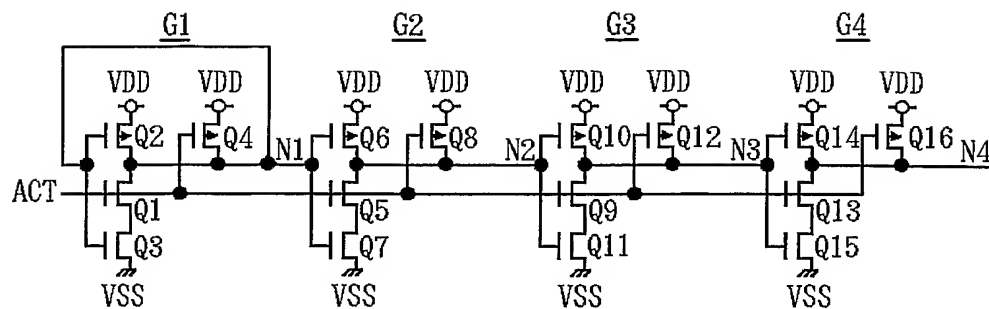 G1 G2 G3 G4
VDD VDD VDD VDD VDD VDD VDD VDD
Q2 Q4 Q6 Q8 Q10 Q12 Q14 Q16
N1 N2 N3 N4
ACT
Q1 Q5 Q9 Q13
Q3 Q7 Q11 Q15
VSS VSS VSS VSS